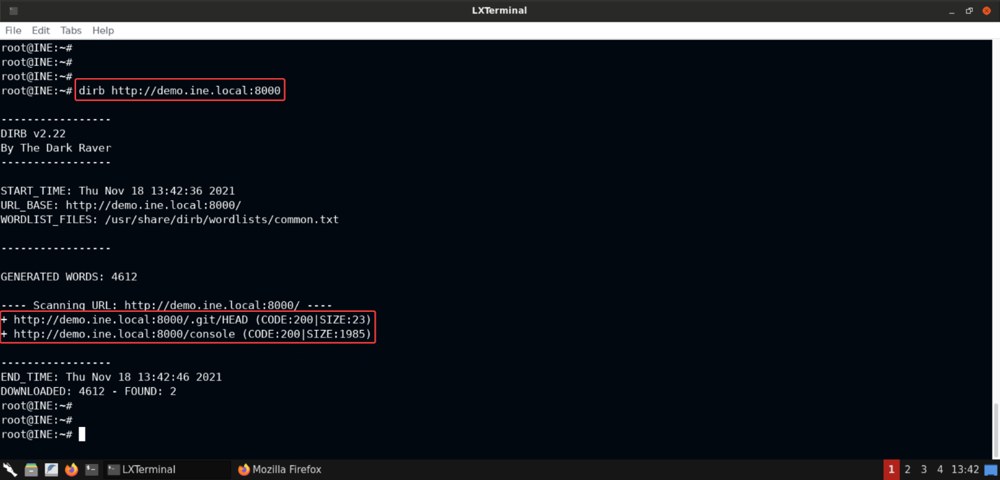 LXTerminal
File Edit Tabs Help
root@INE:~#
root@INE:~#
root@INE:~#
root@INE:~# dirb http://demo.ine.local:8000
-----------------
DIRB v2.22
By The Dark Raver
-----------------
START_TIME: Thu Nov 18 13:42:36 2021
URL_BASE: http://demo.ine.local:8000/
WORDLIST_FILES: /usr/share/dirb/wordlists/common.txt
-----------------
GENERATED WORDS: 4612
---- Scanning URL: http://demo.ine.local:8000/ ----
+ http://demo.ine.local:8000/.git/HEAD (CODE:200|SIZE:23)
+ http://demo.ine.local:8000/console (CODE:200|SIZE:1985)
-----------------
END_TIME: Thu Nov 18 13:42:46 2021
DOWNLOADED: 4612 - FOUND: 2
root@INE:~#
root@INE:~#
root@INE:~#
LXTerminal Mozilla Firefox 1 2 3 4 13:42